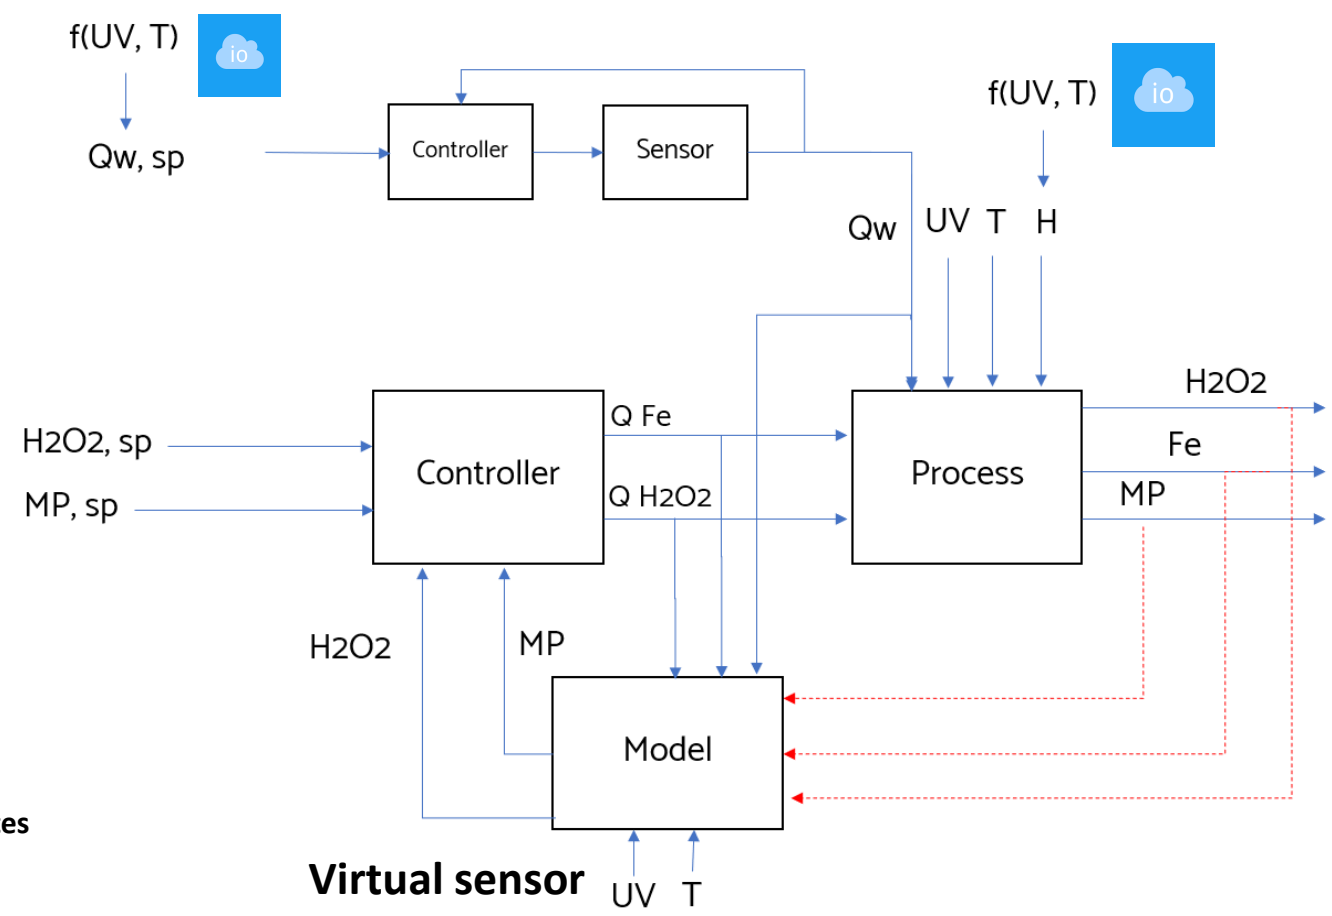 f(UV, T)
io
Qw, sp
Controller
Sensor
f(UV, T)
io
Qw
UV
T
H
H2O2, sp
MP, sp
Controller
Q Fe
Q H2O2
Process
H2O2
Fe
MP
H2O2
MP
Model
Virtual sensor
UV
T